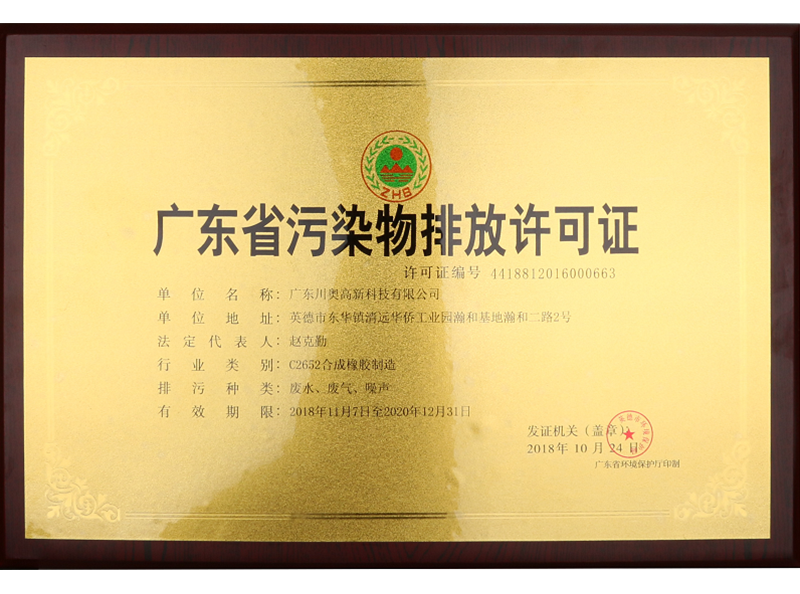 ZHB
广东省污染物排放许可证
许可证编号 4418812016000663
单位名称：广东川奥高新科技有限公司
单位地址：英德市东华镇清远华侨工业园瀚和基地瀚和二路2号
法定代表人：赵克勤
行业类别：C2652合成橡胶制造
排污种类：废水、废气、噪声
有效期限：2018年11月7日至2020年12月31日
发证机关（盖章）
2018年10月24日
广东省环境保护厅印制